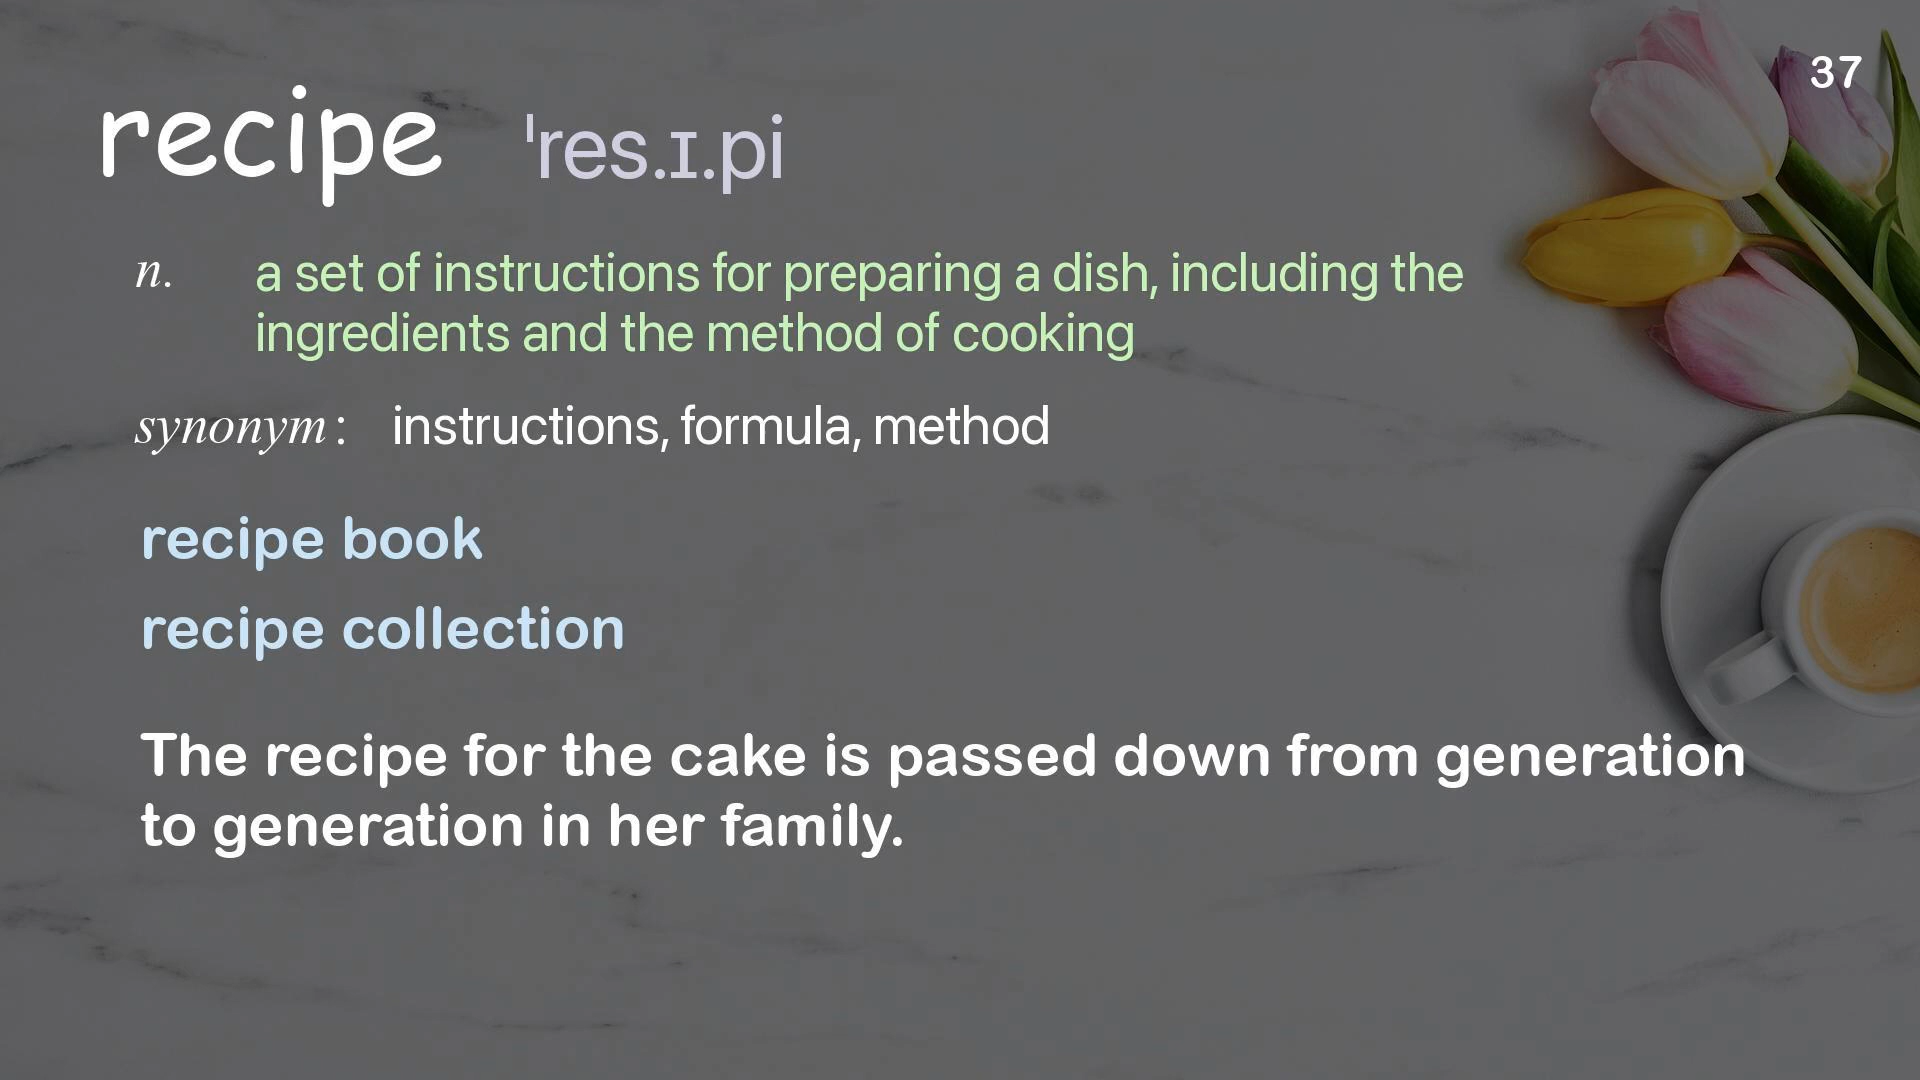 37
recipe ˈres.ɪ.pi
n. a set of instructions for preparing a dish, including the
ingredients and the method of cooking
synonym : instructions, formula, method
recipe book
recipe collection
The recipe for the cake is passed down from generation
to generation in her family.